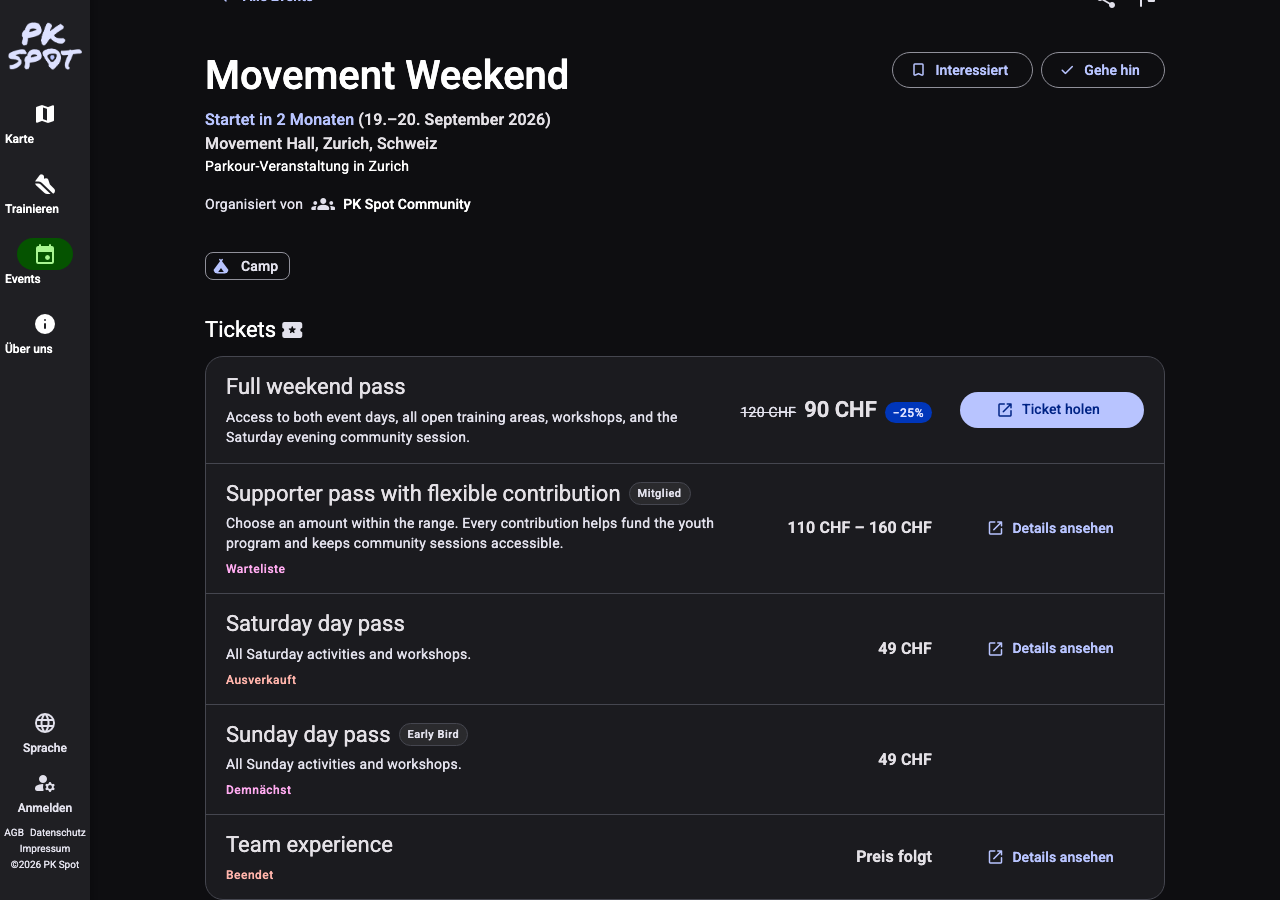 PK
SPOT
Karte
Trainieren
Events
Über uns
Sprache
Anmelden
AGB Datenschutz
Impressum
©2026 PK Spot
Movement Weekend
Interessiert
Gehe hin
Startet in 2 Monaten (19.–20. September 2026)
Movement Hall, Zurich, Schweiz
Parkour-Veranstaltung in Zurich
Organisiert von PK Spot Community
Camp
Tickets
Full weekend pass
Access to both event days, all open training areas, workshops, and the
Saturday evening community session.
120 CHF 90 CHF −25%
Ticket holen
Supporter pass with flexible contribution Mitglied
Choose an amount within the range. Every contribution helps fund the youth
program and keeps community sessions accessible.
Warteliste
110 CHF – 160 CHF
Details ansehen
Saturday day pass
All Saturday activities and workshops.
Ausverkauft
49 CHF
Details ansehen
Sunday day pass Early Bird
All Sunday activities and workshops.
Demnächst
49 CHF
Team experience
Beendet
Preis folgt
Details ansehen